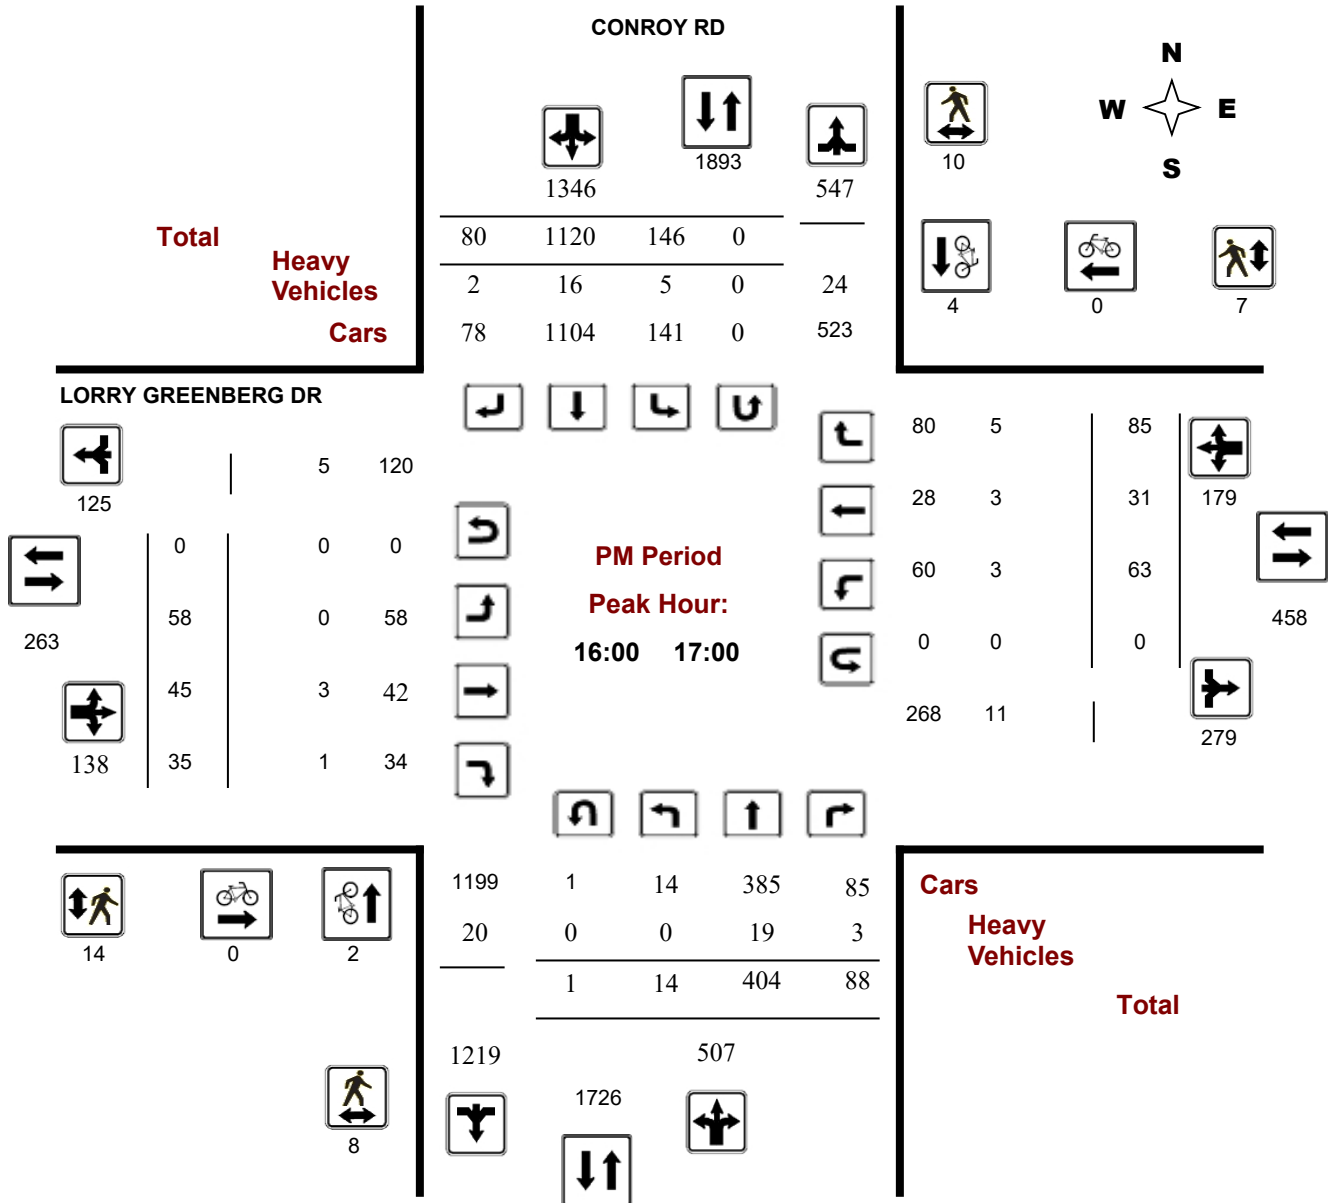 CONROY RD
N
W E
S
1893
10
1346 547
Total 80 1120 146 0
Heavy
Vehicles 2 16 5 0 24
Cars 78 1104 141 0 523
4 0 7
LORRY GREENBERG DR
80 5 85
5 120
125
28 3 31 179
0 0 0
PM Period
60 3 63
Peak Hour:
58 0 58
458
263
16:00 17:00
0 0 0
45 3 42
268 11
279
138 35 1 34
1199 1 14 385 85 Cars
20 0 0 19 3 Heavy
Vehicles
14 0 2
1 14 404 88
Total
1219 507
1726
8